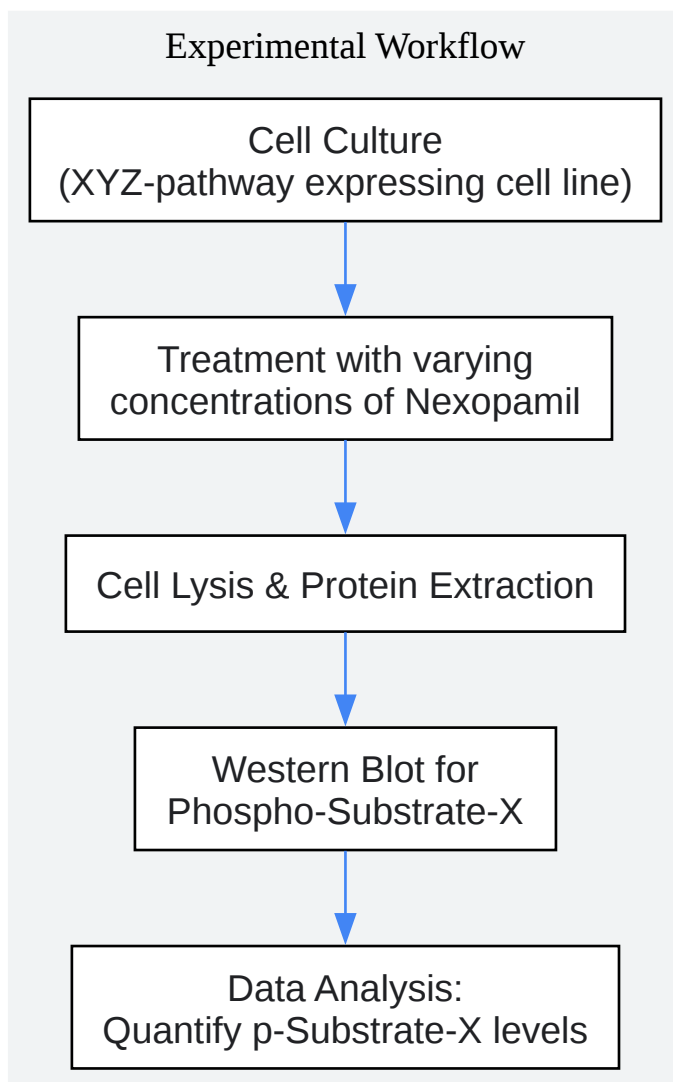 Experimental Workflow
Cell Culture
(XYZ-pathway expressing cell line)
Treatment with varying
concentrations of Nexopamil
Cell Lysis & Protein Extraction
Western Blot for
Phospho-Substrate-X
Data Analysis:
Quantify p-Substrate-X levels